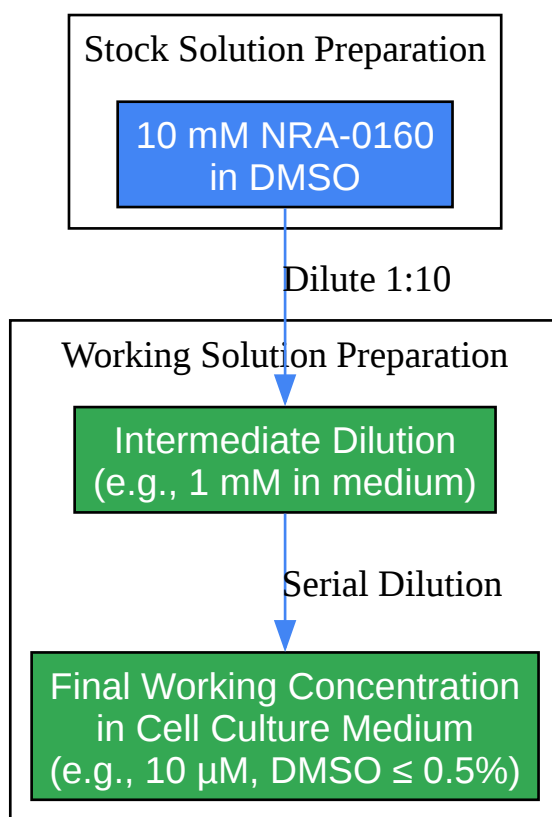 Stock Solution Preparation
10 mM NRA-0160
in DMSO
Dilute 1:10
Working Solution Preparation
Intermediate Dilution
(e.g., 1 mM in medium)
Serial Dilution
Final Working Concentration
in Cell Culture Medium
(e.g., 10 µM, DMSO ≤ 0.5%)